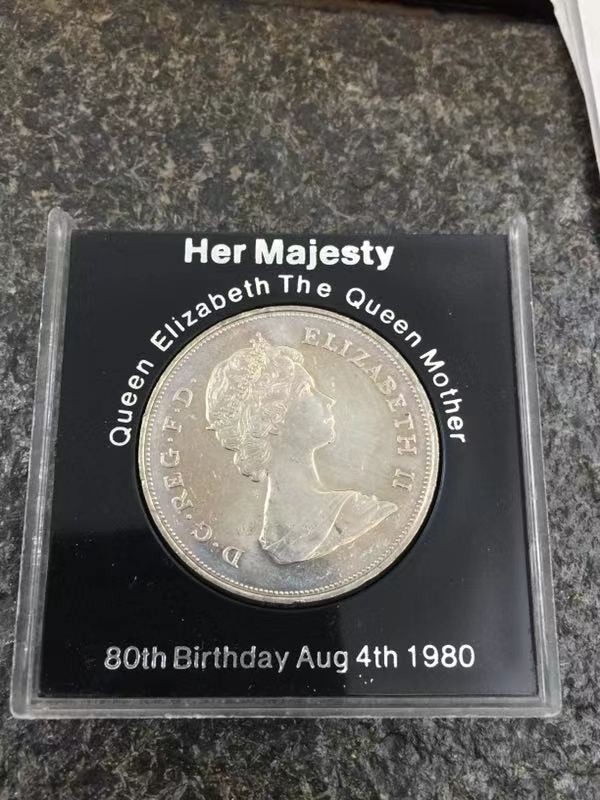 Her Majesty
Queen Elizabeth The Queen Mother
D·G·REG·F·D· ELIZABETH II
80th Birthday Aug 4th 1980